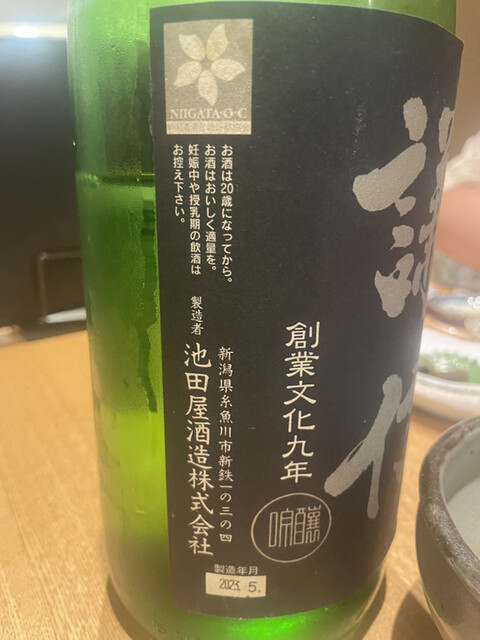 NIIGATA·O·C
お酒は20歳になってから。
お酒はおいしく適量を。
妊娠中や授乳期の飲酒は
お控え下さい。
創業文化九年
新潟県糸魚川市新鉄一の三の四
製造者 池田屋酒造株式会社
製造年月
2023. 5.